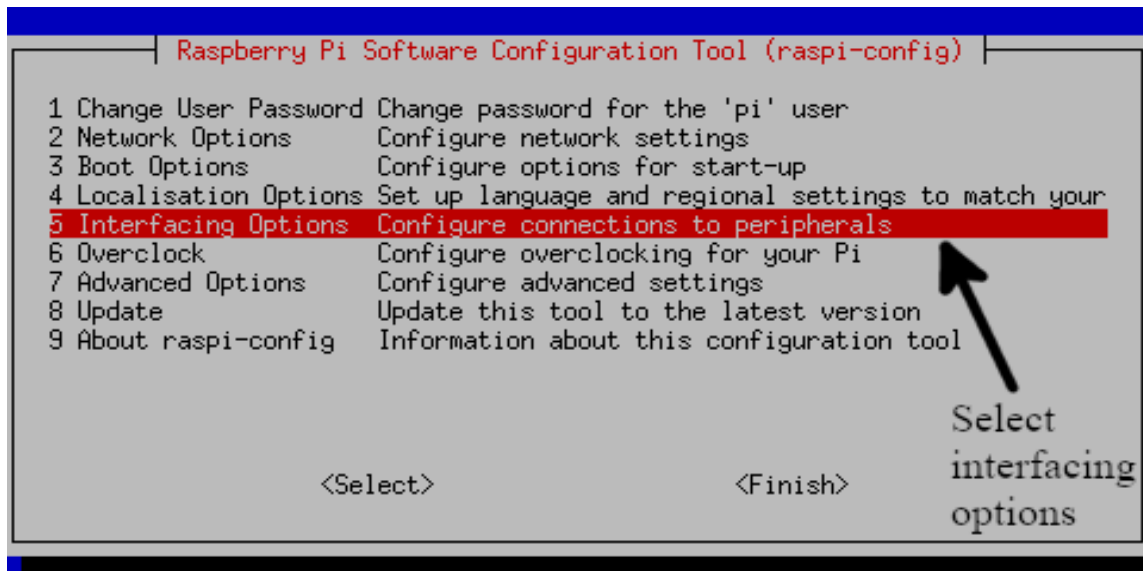 Raspberry Pi Software Configuration Tool (raspi-config)
1 Change User Password Change password for the 'pi' user
2 Network Options Configure network settings
3 Boot Options Configure options for start-up
4 Localisation Options Set up language and regional settings to match your
5 Interfacing Options Configure connections to peripherals
6 Overclock Configure overclocking for your Pi
7 Advanced Options Configure advanced settings
8 Update Update this tool to the latest version
9 About raspi-config Information about this configuration tool
Select
interfacing
options
<Select> <Finish>